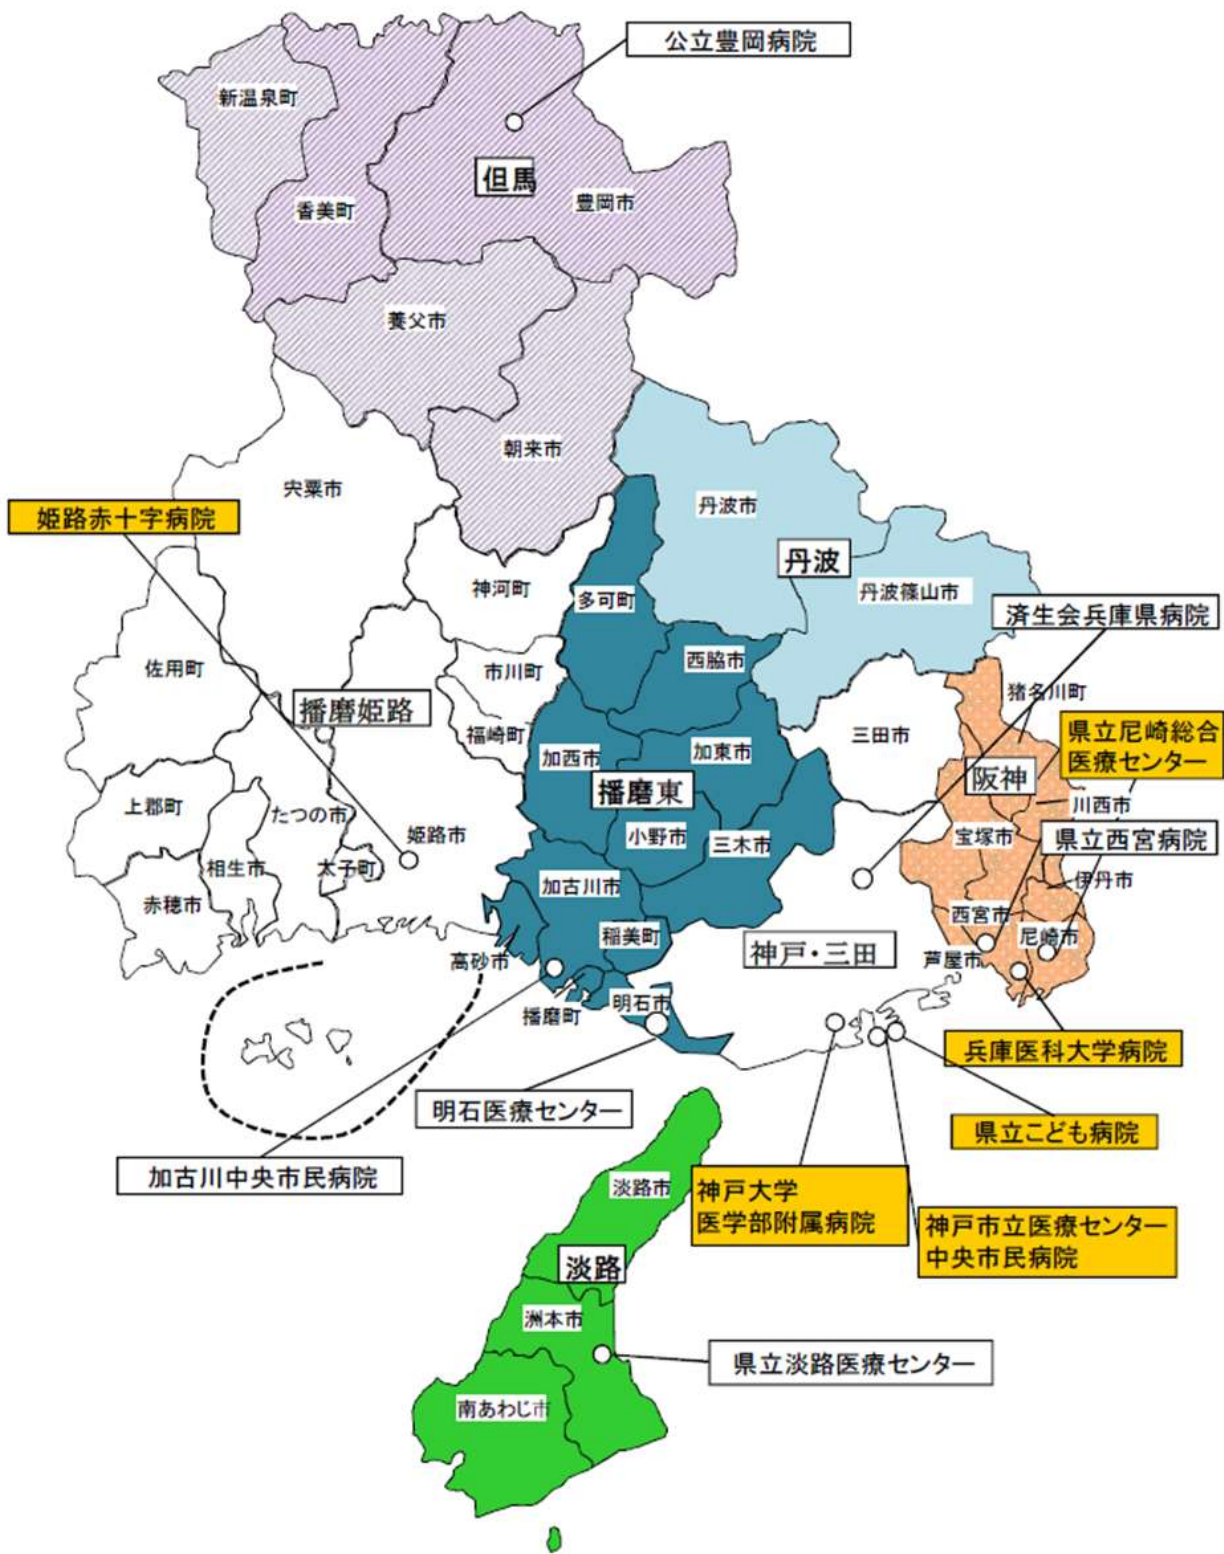 公立豊岡病院
新温泉町
但馬
香美町
豊岡市
養父市
朝来市
宍粟市
姫路赤十字病院
丹波市
丹波
神河町
多可町
丹波篠山市
済生会兵庫県病院
佐用町
市川町
西脇市
猪名川町
播磨姫路
福崎町
加西市
加東市
三田市
県立尼崎総合
医療センター
阪神
播磨東
上郡町
たつの市
姫路市
小野市
三木市
川西市
宝塚市
県立西宮病院
相生市
太子町
加古川市
伊丹市
赤穂市
西宮市
稲美町
尼崎市
高砂市
神戸・三田
芦屋市
播磨町
明石市
兵庫医科大学病院
明石医療センター
県立こども病院
加古川中央市民病院
淡路市
神戸大学
医学部附属病院
神戸市立医療センター
中央市民病院
淡路
洲本市
県立淡路医療センター
南あわじ市